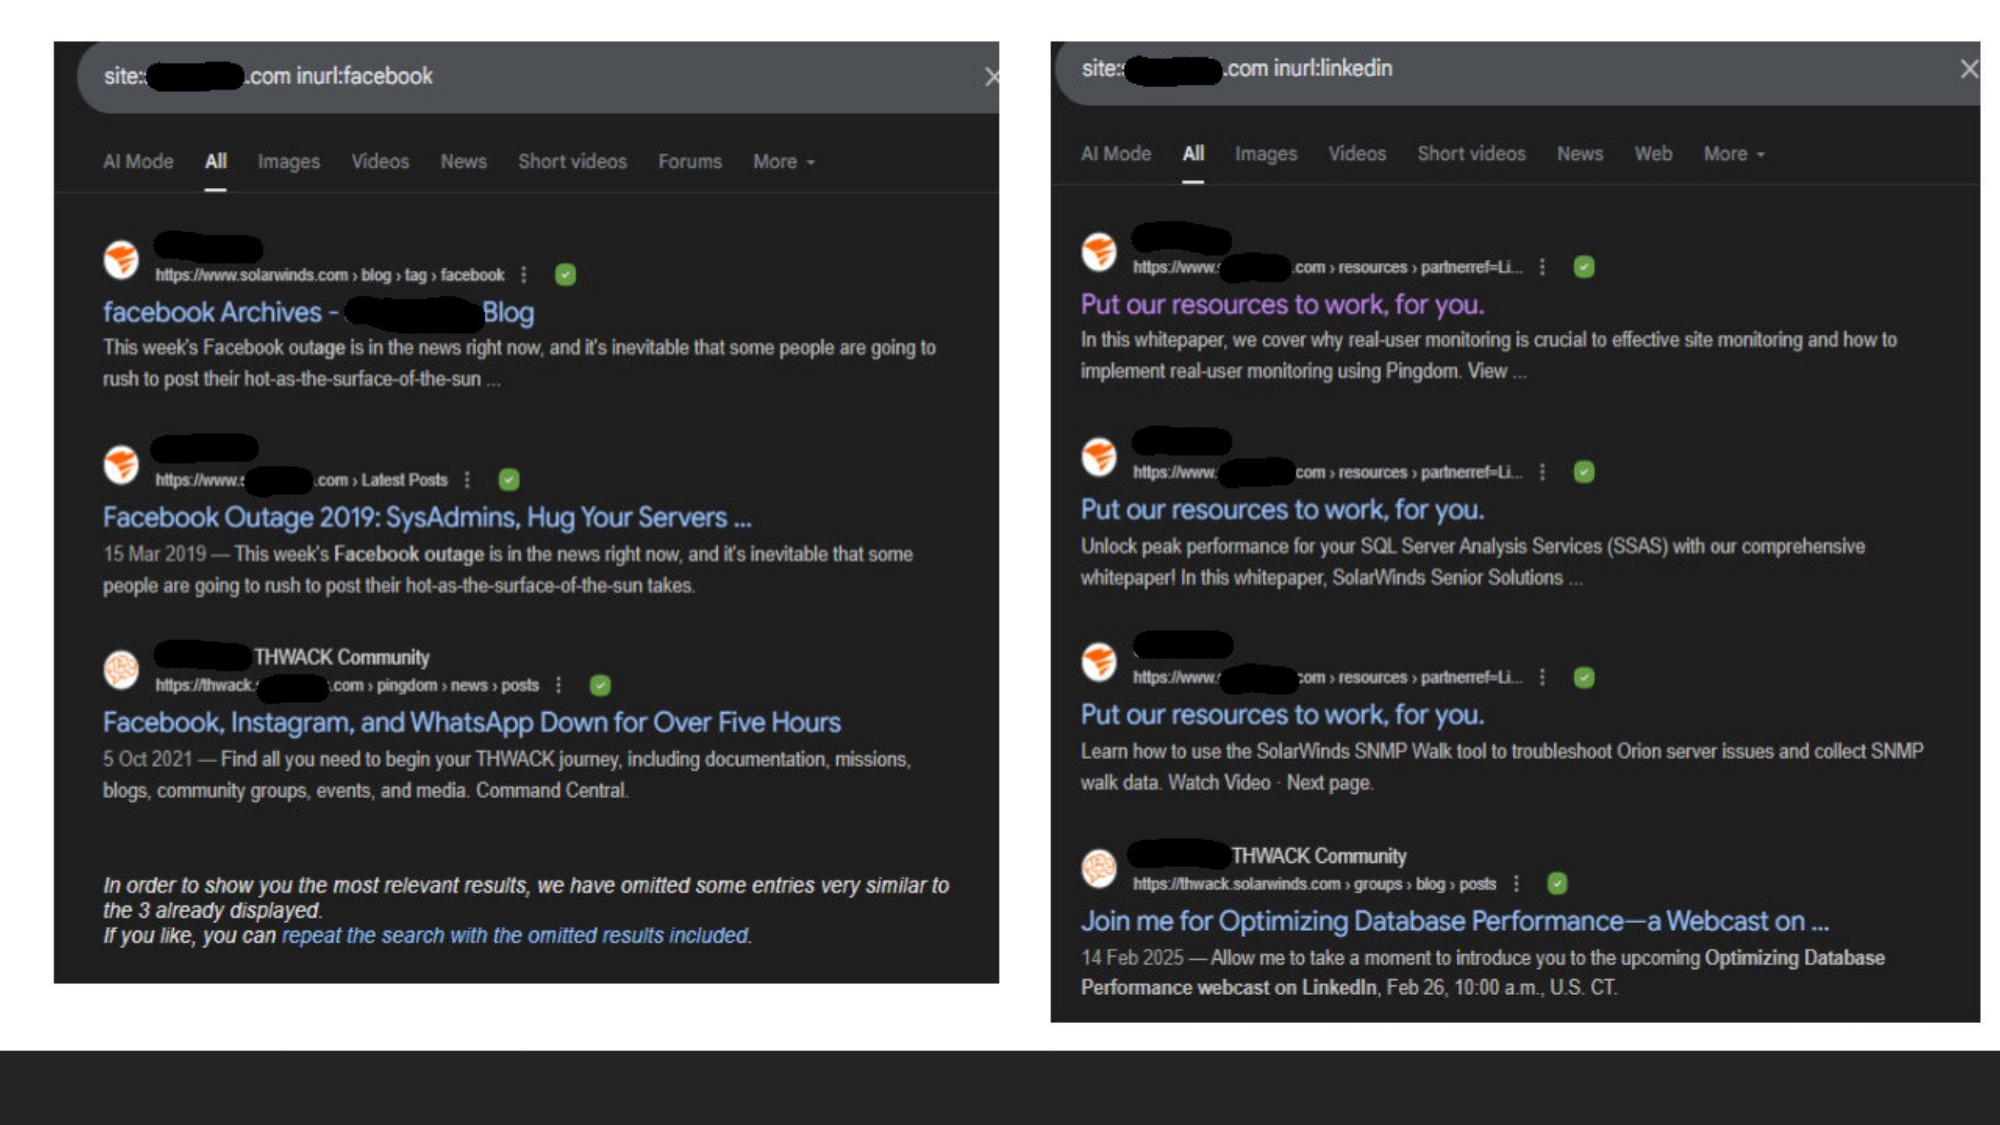 site: .com inurl:facebook
AI Mode All Images Videos News Short videos Forums More
https://www.solarwinds.com › blog › tag › facebook
facebook Archives - Blog
This week's Facebook outage is in the news right now, and it's inevitable that some people are going to
rush to post their hot-as-the-surface-of-the-sun ...
https://www. .com › Latest Posts
Facebook Outage 2019: SysAdmins, Hug Your Servers ...
15 Mar 2019 — This week's Facebook outage is in the news right now, and it's inevitable that some
people are going to rush to post their hot-as-the-surface-of-the-sun takes.
THWACK Community
https://thwack. .com › pingdom › news › posts
Facebook, Instagram, and WhatsApp Down for Over Five Hours
5 Oct 2021 — Find all you need to begin your THWACK journey, including documentation, missions,
blogs, community groups, events, and media. Command Central.
In order to show you the most relevant results, we have omitted some entries very similar to
the 3 already displayed.
If you like, you can repeat the search with the omitted results included.
site: .com inurl:linkedin
AI Mode All Images Videos Short videos News Web More
https://www. .com › resources › partnerref=Li...
Put our resources to work, for you.
In this whitepaper, we cover why real-user monitoring is crucial to effective site monitoring and how to
implement real-user monitoring using Pingdom. View ...
https://www. com › resources › partnerref=Li...
Put our resources to work, for you.
Unlock peak performance for your SQL Server Analysis Services (SSAS) with our comprehensive
whitepaper! In this whitepaper, SolarWinds Senior Solutions ...
https://www. com › resources › partnerref=Li...
Put our resources to work, for you.
Learn how to use the SolarWinds SNMP Walk tool to troubleshoot Orion server issues and collect SNMP
walk data. Watch Video · Next page.
THWACK Community
https://thwack.solarwinds.com › groups › blog › posts
Join me for Optimizing Database Performance—a Webcast on ...
14 Feb 2025 — Allow me to take a moment to introduce you to the upcoming Optimizing Database
Performance webcast on LinkedIn, Feb 26, 10:00 a.m., U.S. CT.